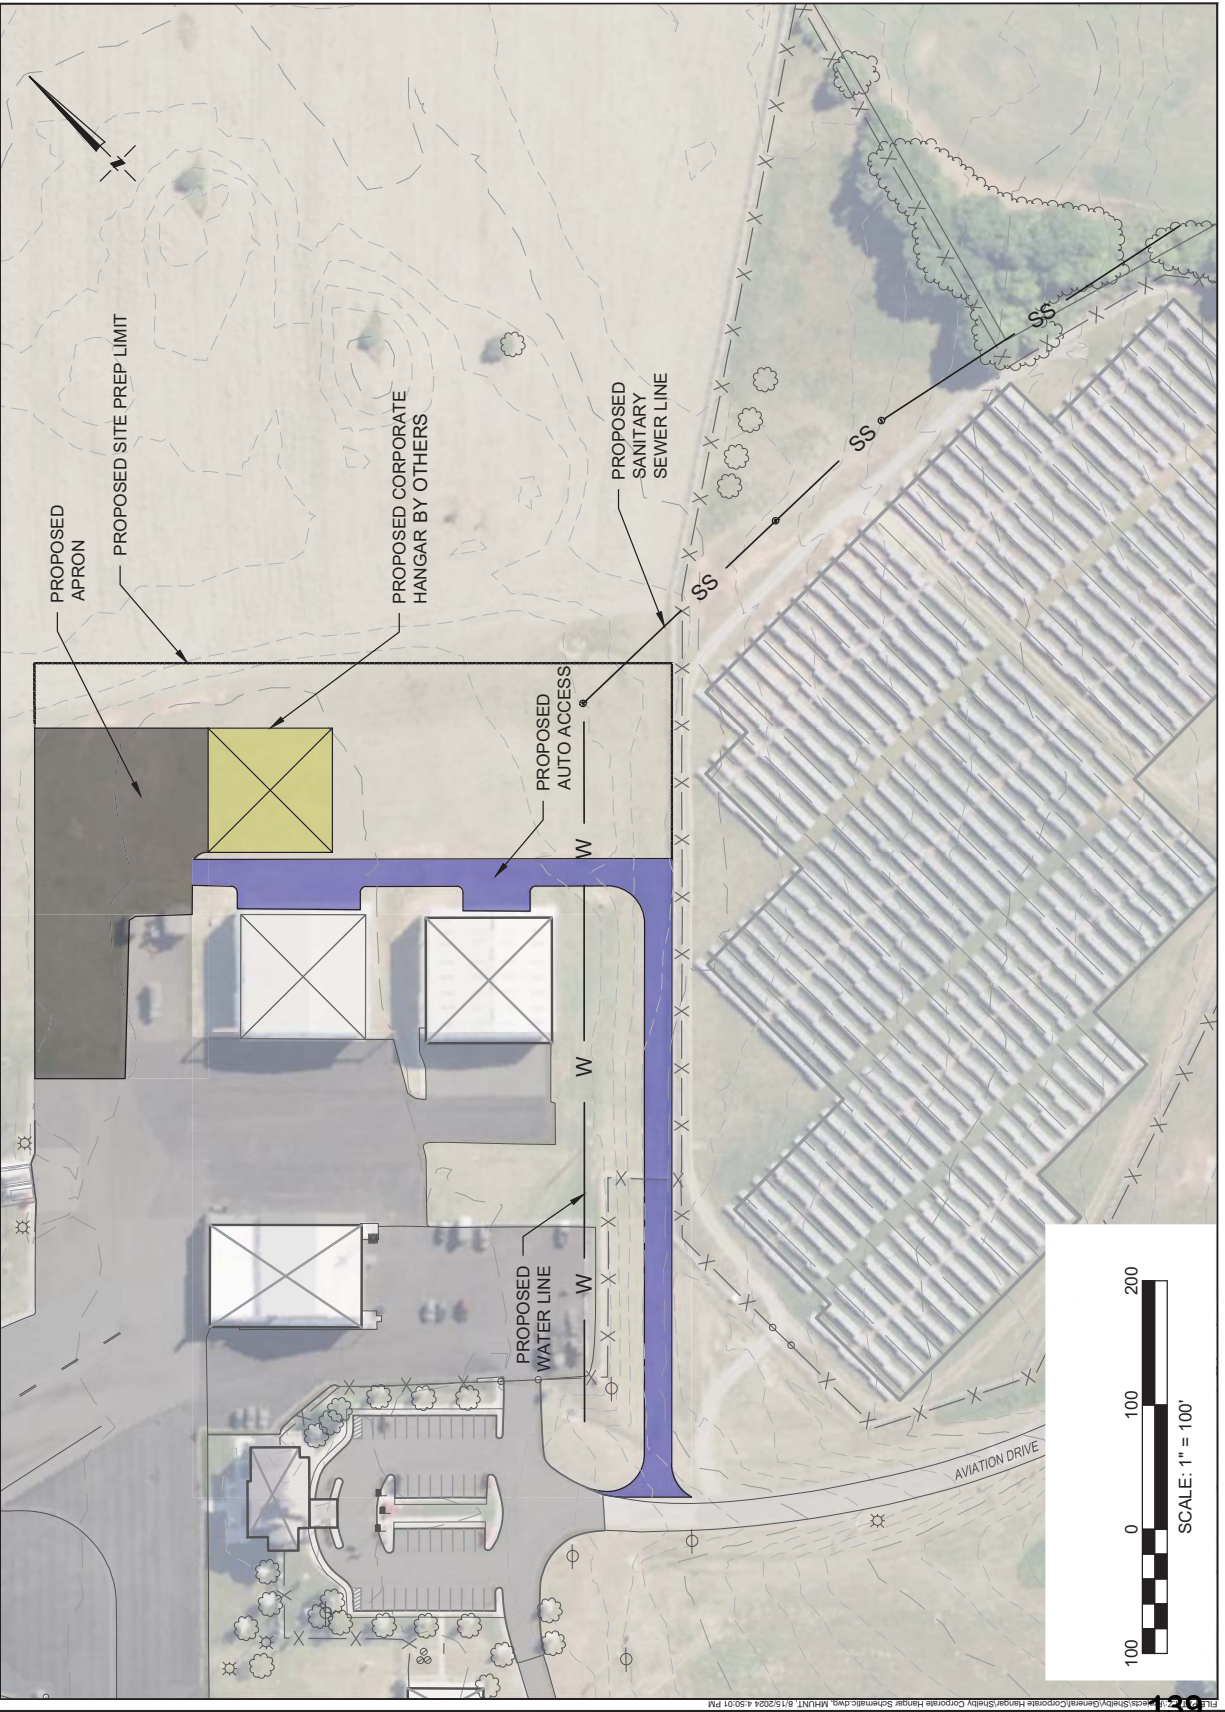 PROPOSED
APRON
PROPOSED SITE PREP LIMIT
PROPOSED CORPORATE
HANGAR BY OTHERS
PROPOSED
SANITARY
SEWER LINE
PROPOSED
AUTO ACCESS
PROPOSED
WATER LINE
SS
SS
SS
W
W
W
AVIATION DRIVE
100
0
100
200
SCALE: 1" = 100'
139